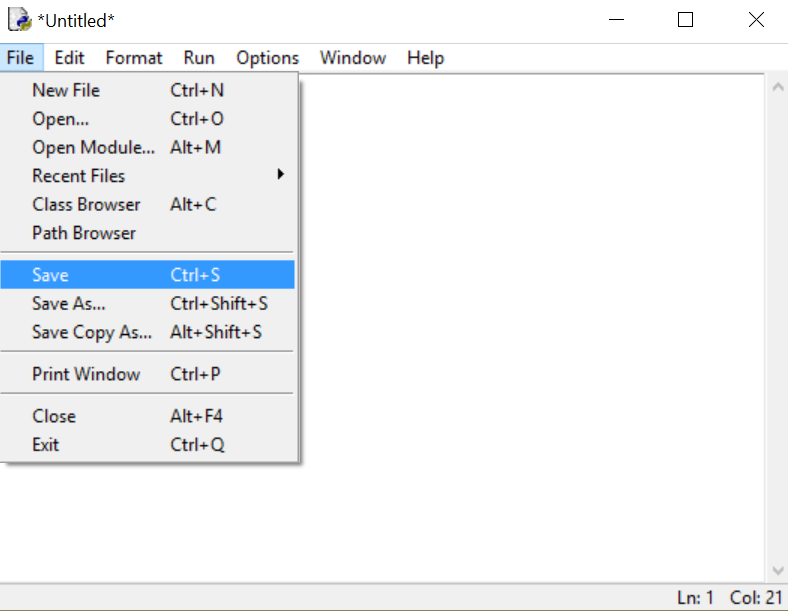 *Untitled*
File Edit Format Run Options Window Help
New File Ctrl+N
Open... Ctrl+O
Open Module... Alt+M
Recent Files
Class Browser Alt+C
Path Browser
Save Ctrl+S
Save As... Ctrl+Shift+S
Save Copy As... Alt+Shift+S
Print Window Ctrl+P
Close Alt+F4
Exit Ctrl+Q
Ln: 1 Col: 21